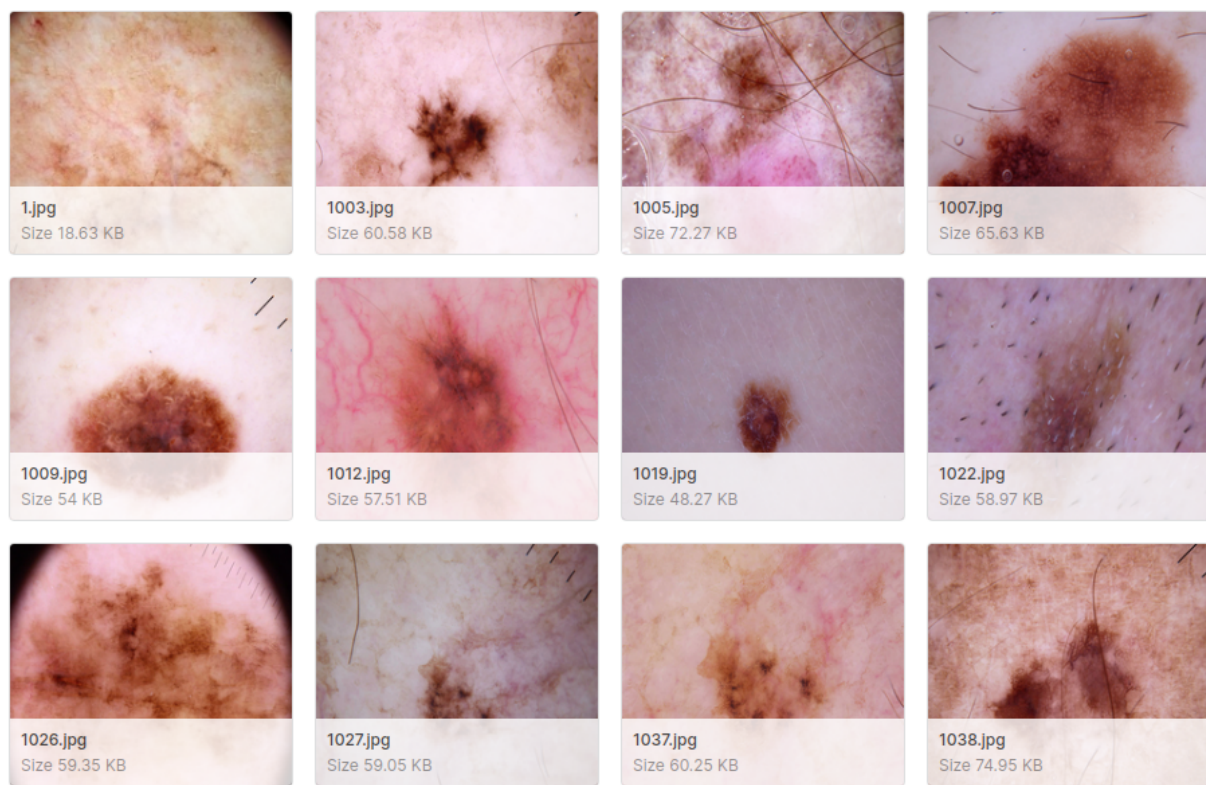 1.jpg
Size 18.63 KB
1003.jpg
Size 60.58 KB
1005.jpg
Size 72.27 KB
1007.jpg
Size 65.63 KB
1009.jpg
Size 54 KB
1012.jpg
Size 57.51 KB
1019.jpg
Size 48.27 KB
1022.jpg
Size 58.97 KB
1026.jpg
Size 59.35 KB
1027.jpg
Size 59.05 KB
1037.jpg
Size 60.25 KB
1038.jpg
Size 74.95 KB